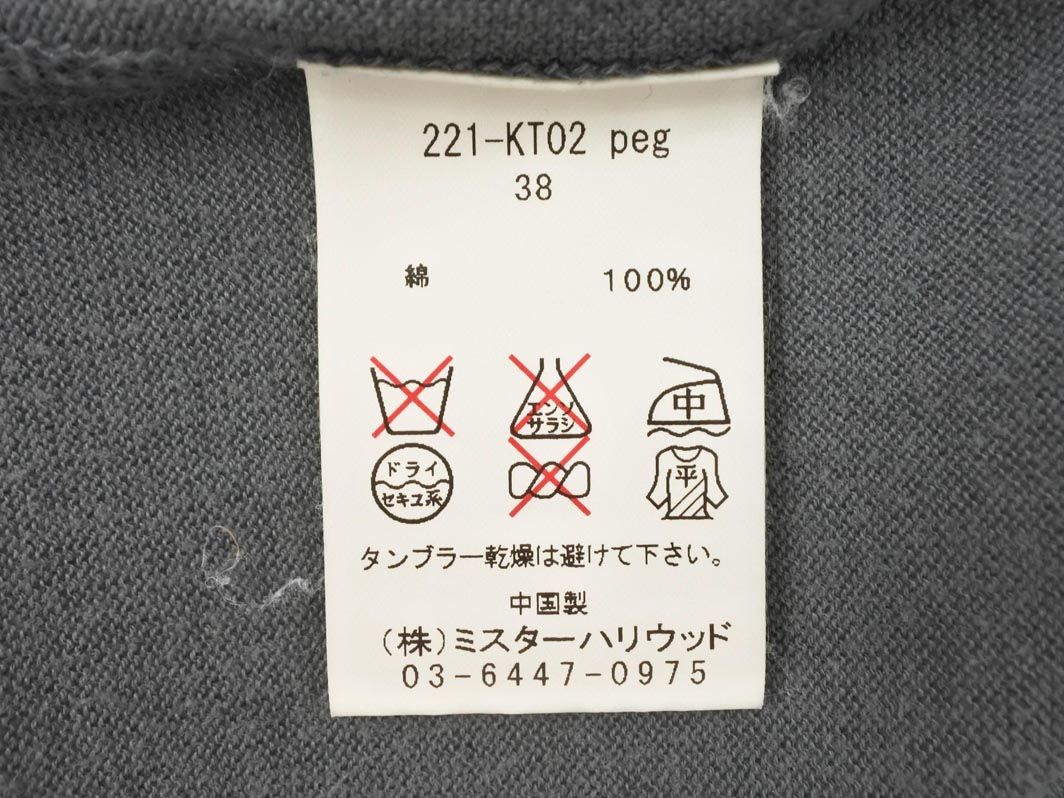 221-KT02 peg
38
綿 100%
エンソ
サラシ
中
ドライ
セキユ系
平
タンブラー乾燥は避けて下さい。
中国製
(株)ミスターハリウッド
03-6447-0975